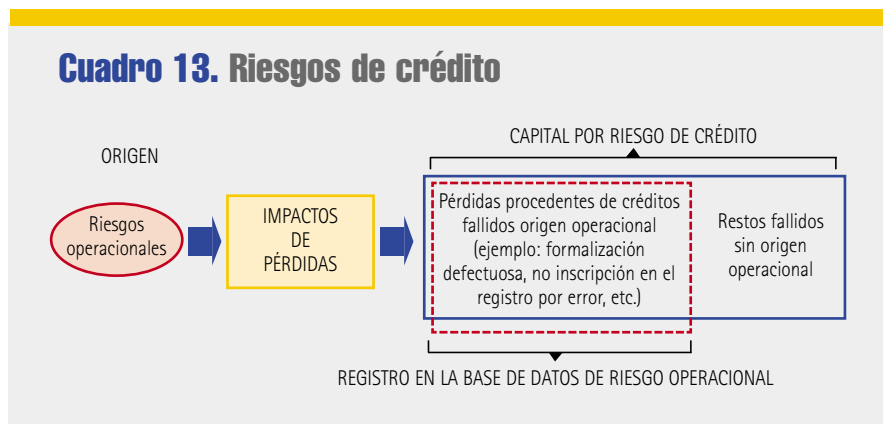 Cuadro 13. Riesgos de crédito
CAPITAL POR RIESGO DE CRÉDITO
ORIGEN
Riesgos
operacionales
IMPACTOS
DE
PÉRDIDAS
Pérdidas procedentes de créditos
fallidos origen operacional
(ejemplo: formalización
defectuosa, no inscripción en el
registro por error, etc.)
Restos fallidos
sin origen
operacional
REGISTRO EN LA BASE DE DATOS DE RIESGO OPERACIONAL